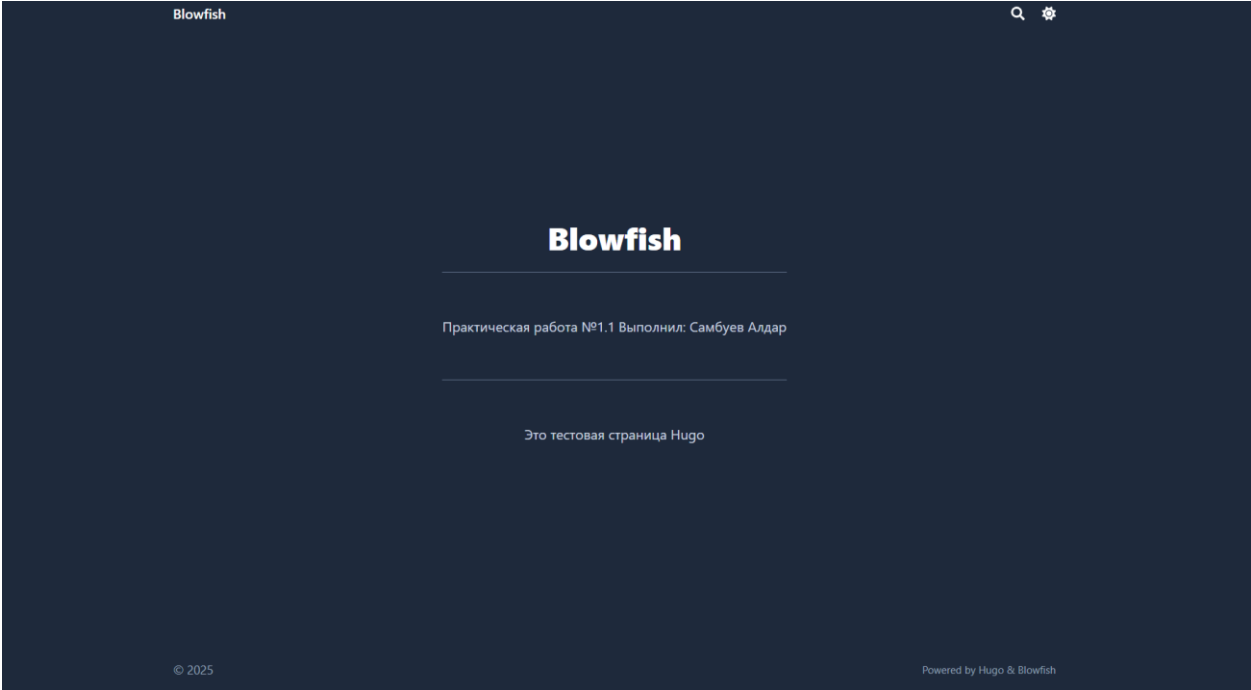 Blowfish
Blowfish
Практическая работа №1.1 Выполнил: Самбуев Алдар
Это тестовая страница Hugo
© 2025
Powered by Hugo & Blowfish